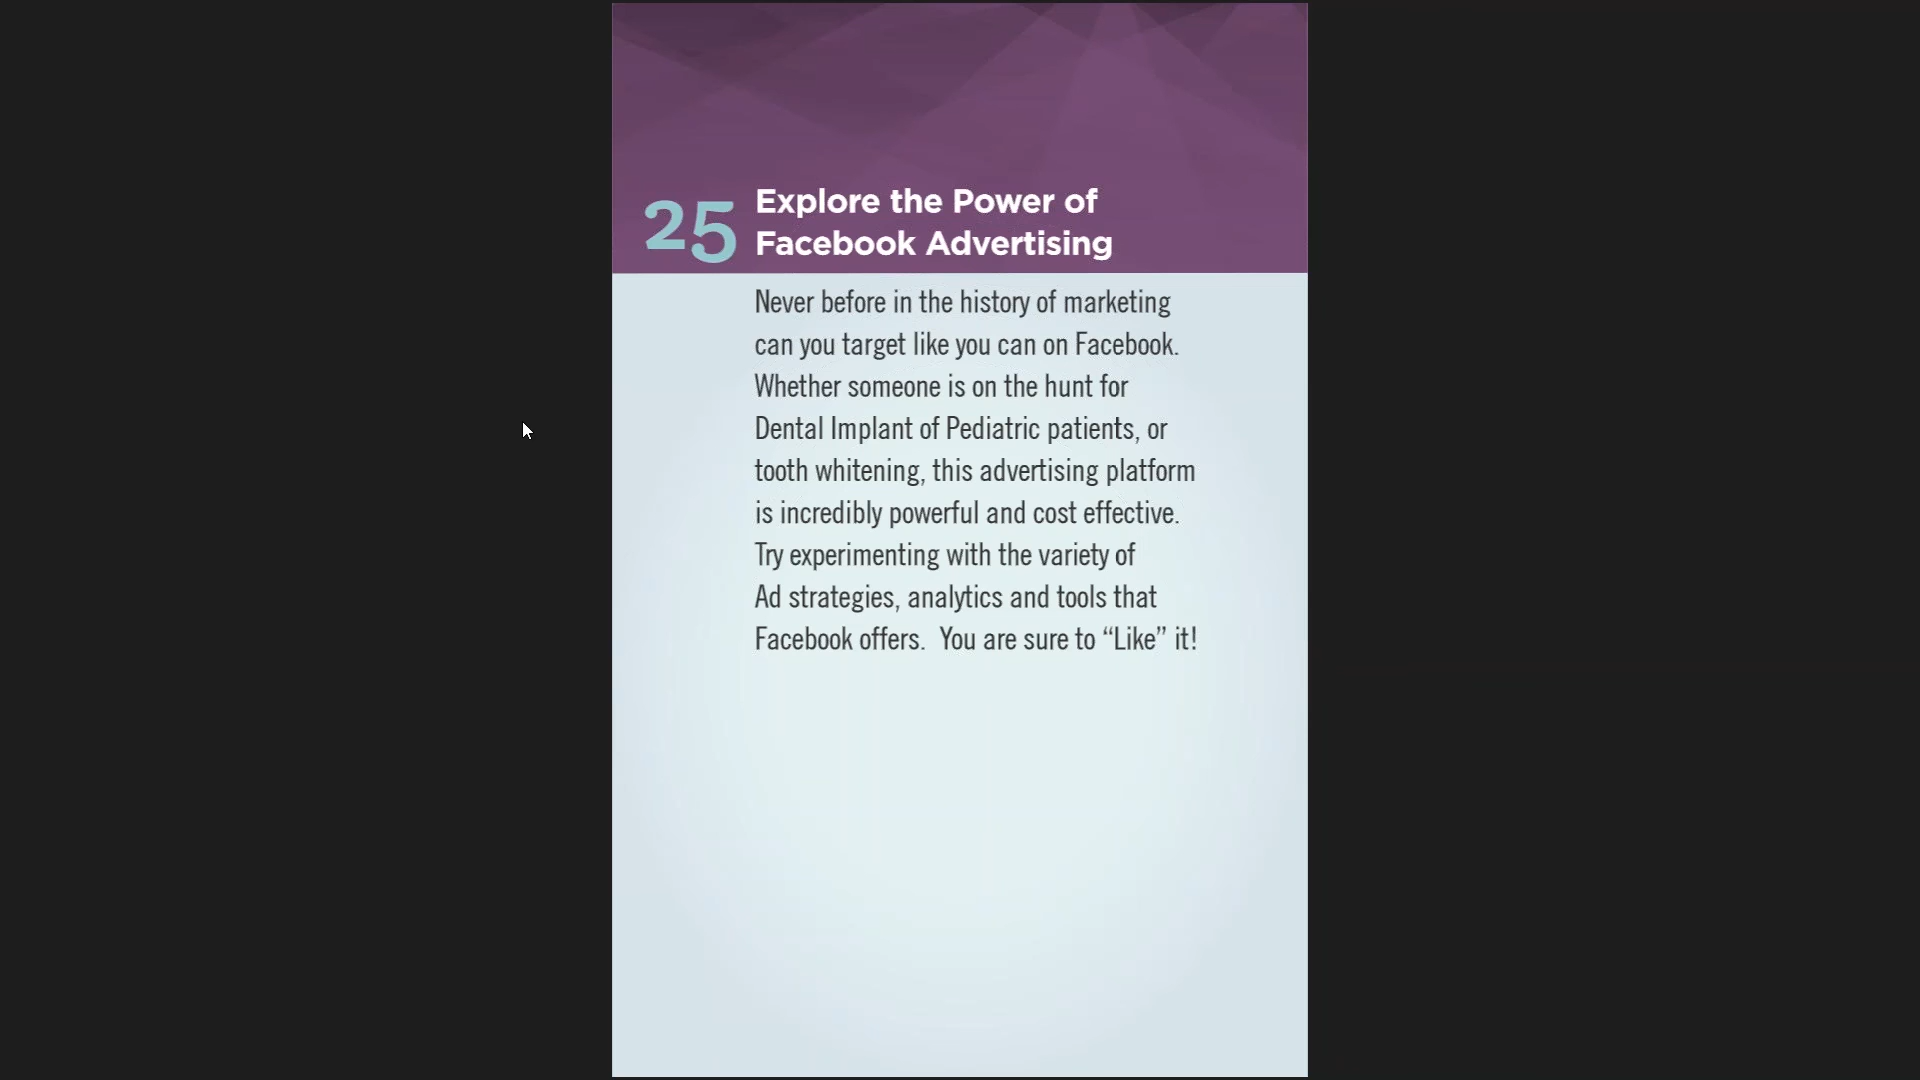 25 Explore the Power of
Facebook Advertising
Never before in the history of marketing
can you target like you can on Facebook.
Whether someone is on the hunt for
Dental Implant of Pediatric patients, or
tooth whitening, this advertising platform
is incredibly powerful and cost effective.
Try experimenting with the variety of
Ad strategies, analytics and tools that
Facebook offers.  You are sure to “Like” it!